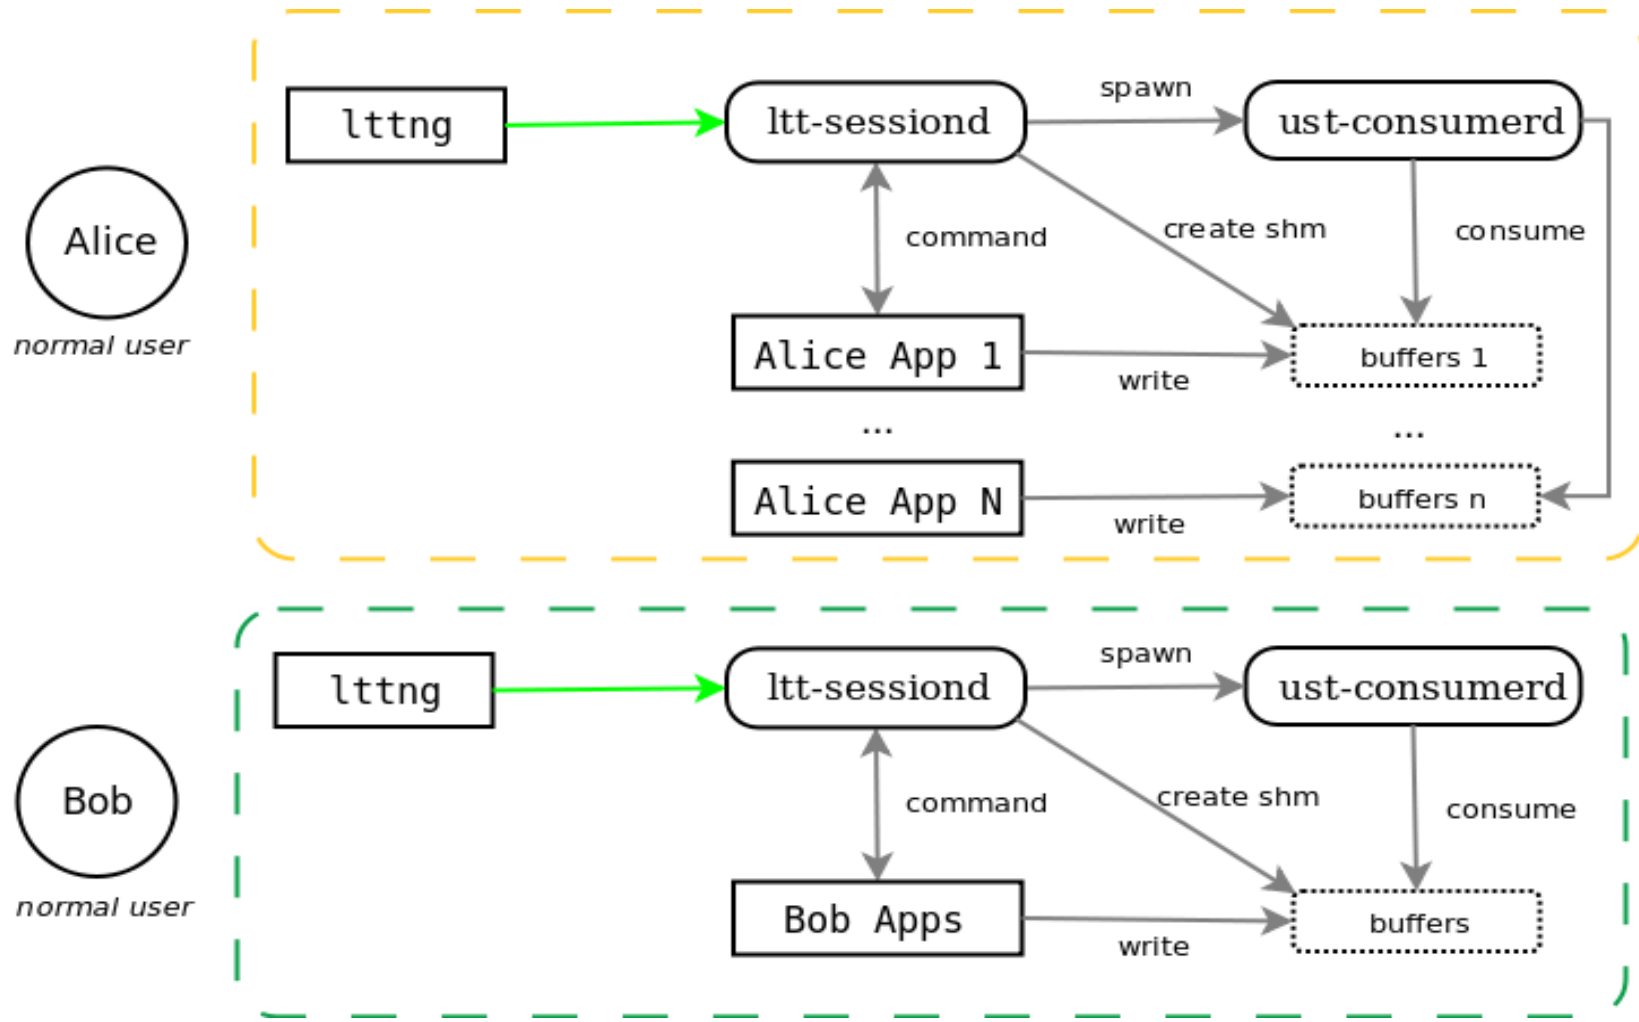 spawn
lttng
ltt-sessiond
ust-consumerd
Alice
normal user
command
create shm
consume
Alice App 1
write
buffers 1
...
...
Alice App N
write
buffers n
spawn
lttng
ltt-sessiond
ust-consumerd
Bob
normal user
command
create shm
consume
Bob Apps
write
buffers